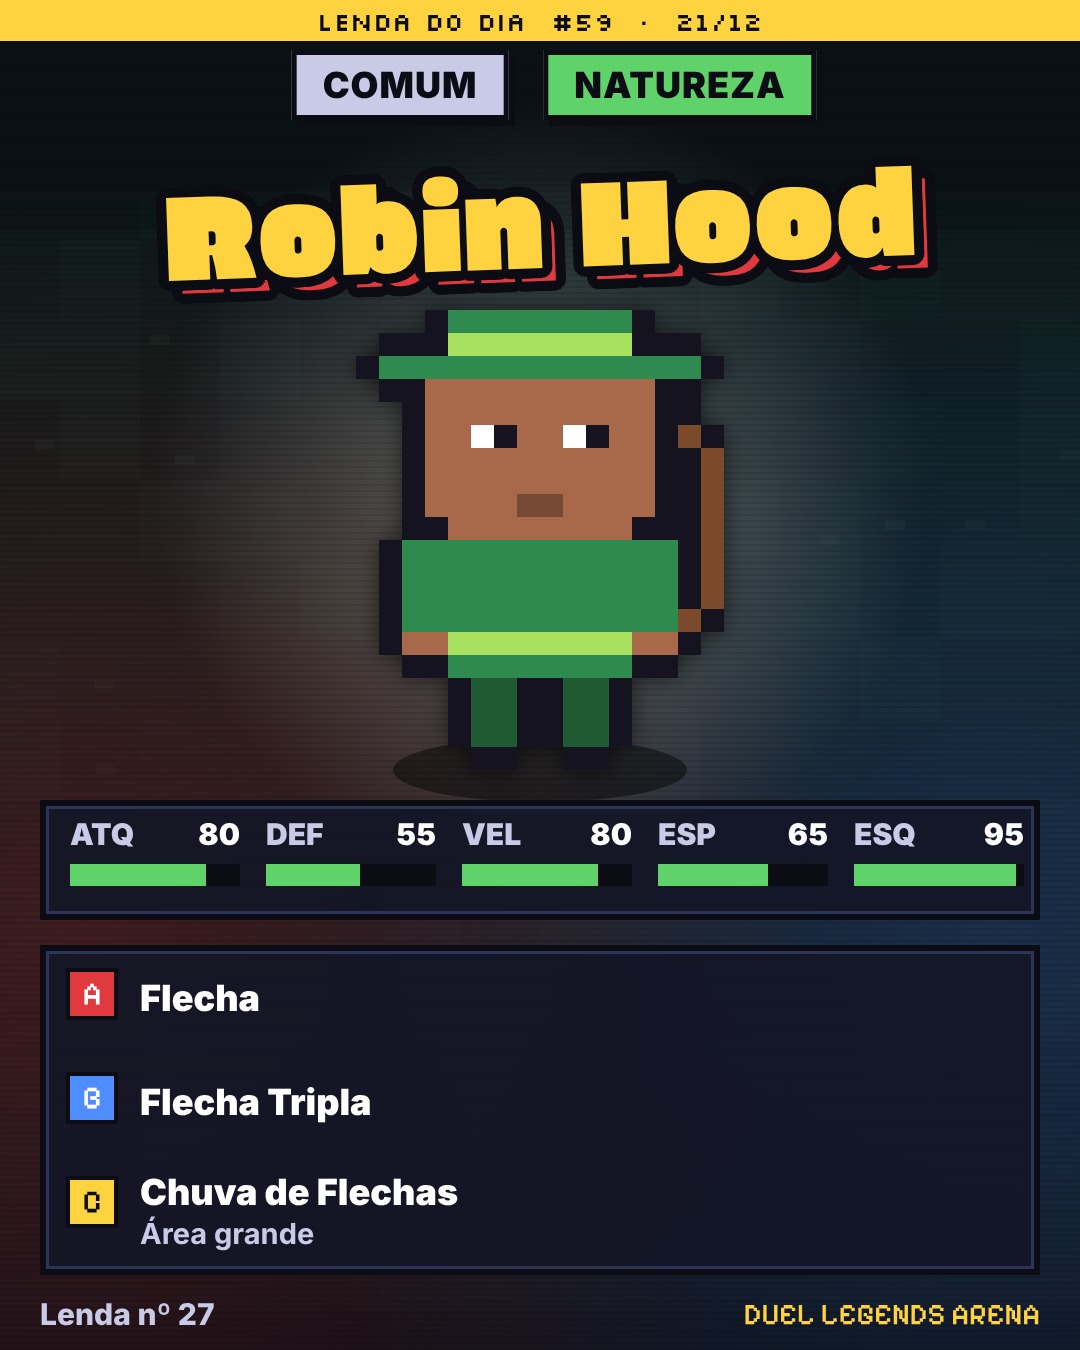 LENDA DO DIA #59 · 21/12
COMUM NATUREZA
Robin Hood
ATQ 80 DEF 55 VEL 80 ESP 65 ESQ 95
A Flecha
B Flecha Tripla
C Chuva de Flechas
Área grande
Lenda nº 27 DUEL LEGENDS ARENA